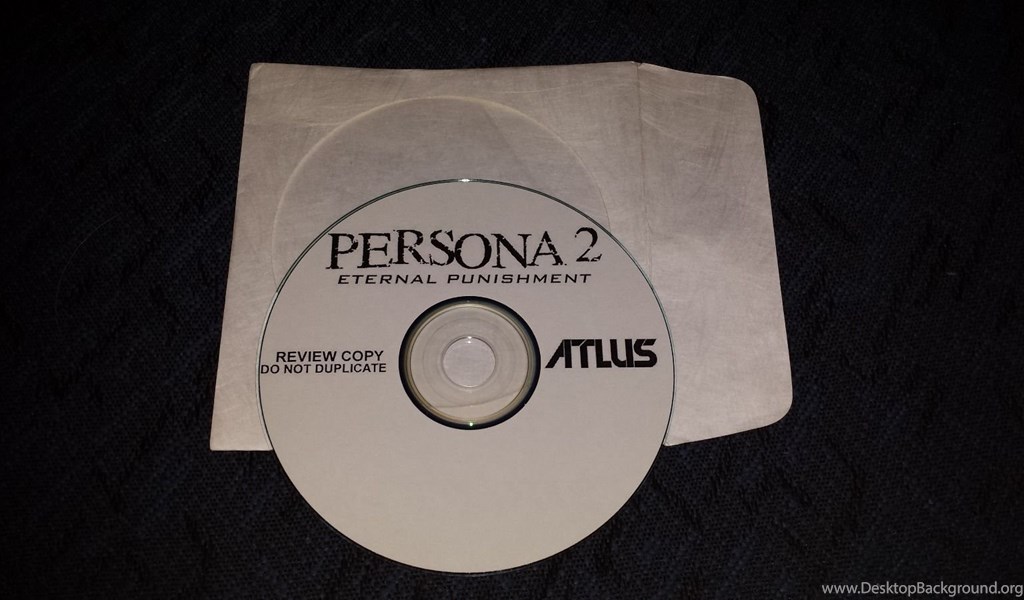 PERSONA 2
ETERNAL PUNISHMENT
REVIEW COPY
DO NOT DUPLICATE
ATLUS
www.DesktopBackground.org